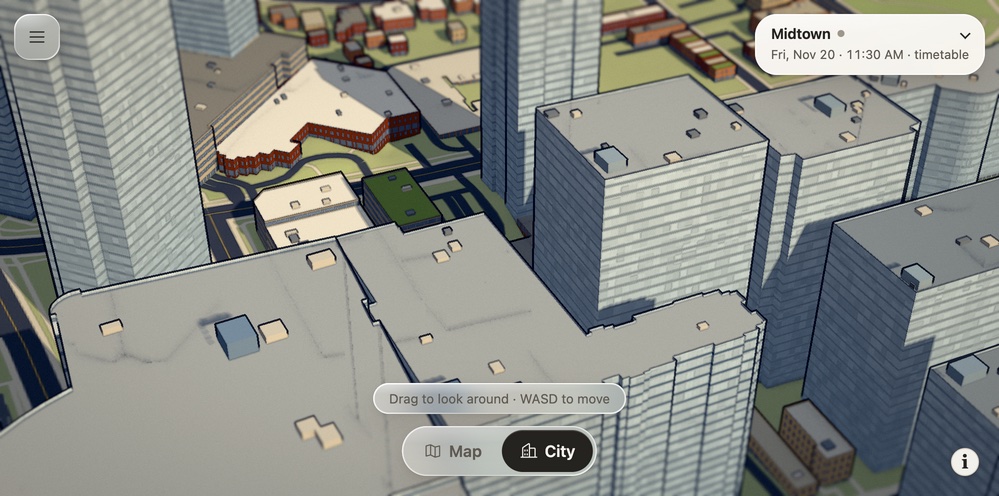 Midtown
Fri, Nov 20 · 11:30 AM · timetable
Drag to look around · WASD to move
Map
City
i